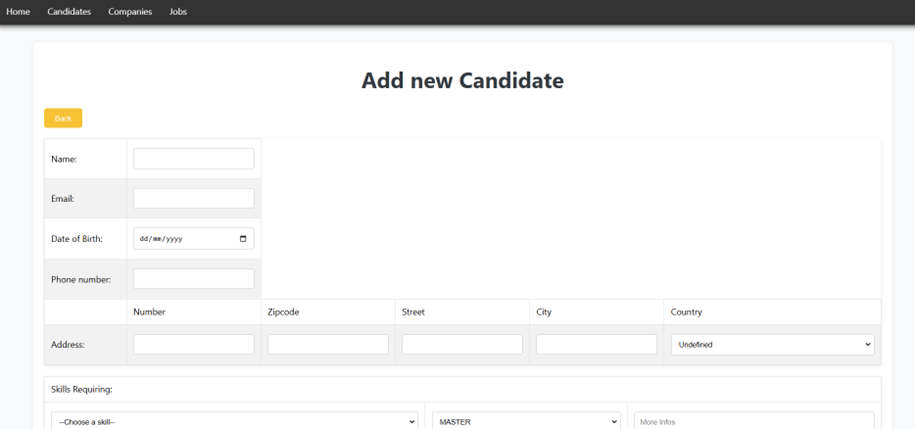 Home Candidates Companies Jobs
Add new Candidate
Back
Name:
Email:
Date of Birth: dd/mm/yyyy
Phone number:
Number Zipcode Street City Country
Address: Undefined
Skills Requiring:
--Choose a skill-- MASTER More Infos